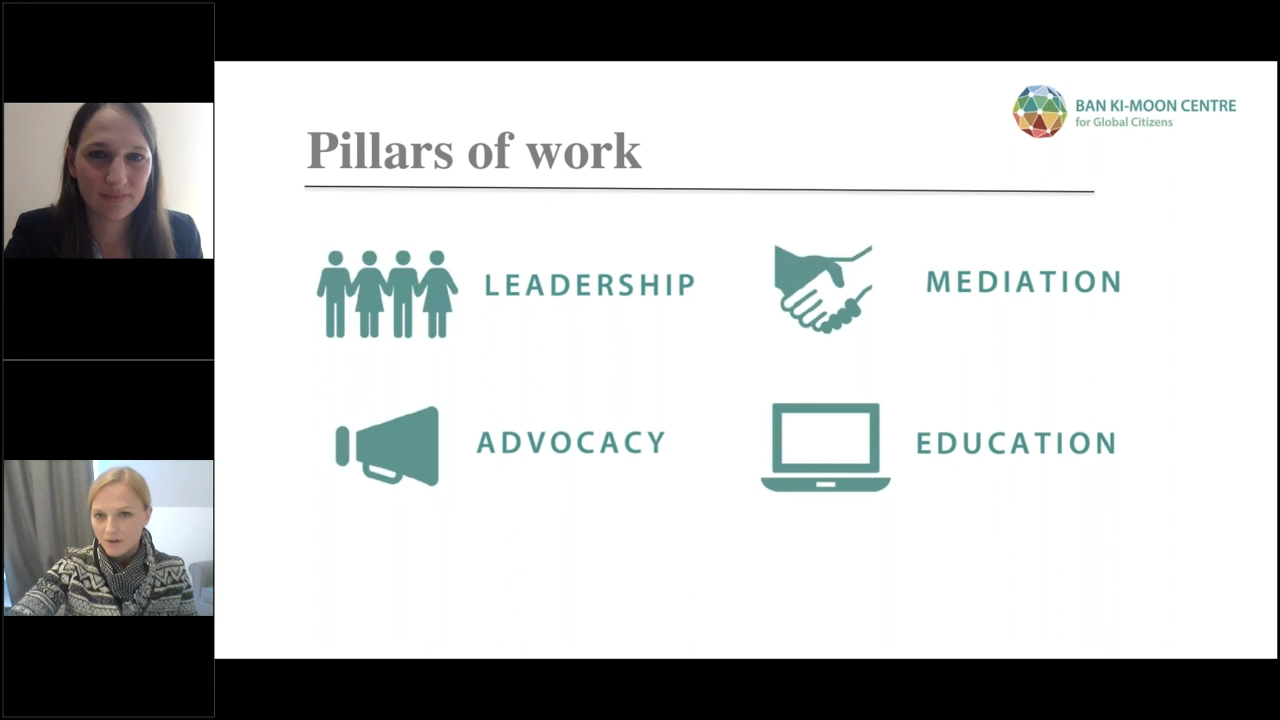 BAN KI-MOON CENTRE
for Global Citizens
Pillars of work
LEADERSHIP
MEDIATION
ADVOCACY
EDUCATION